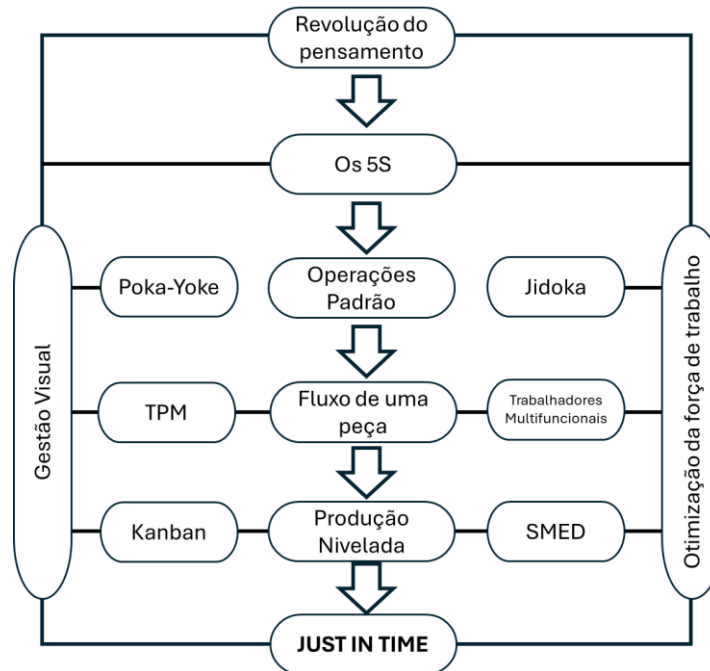 Revolução do
pensamento
Os 5S
Gestão Visual
Poka-Yoke
Operações
Padrão
Jidoka
Otimização da força de trabalho
TPM
Fluxo de uma
peça
Trabalhadores
Multifuncionais
Kanban
Produção
Nivelada
SMED
JUST IN TIME